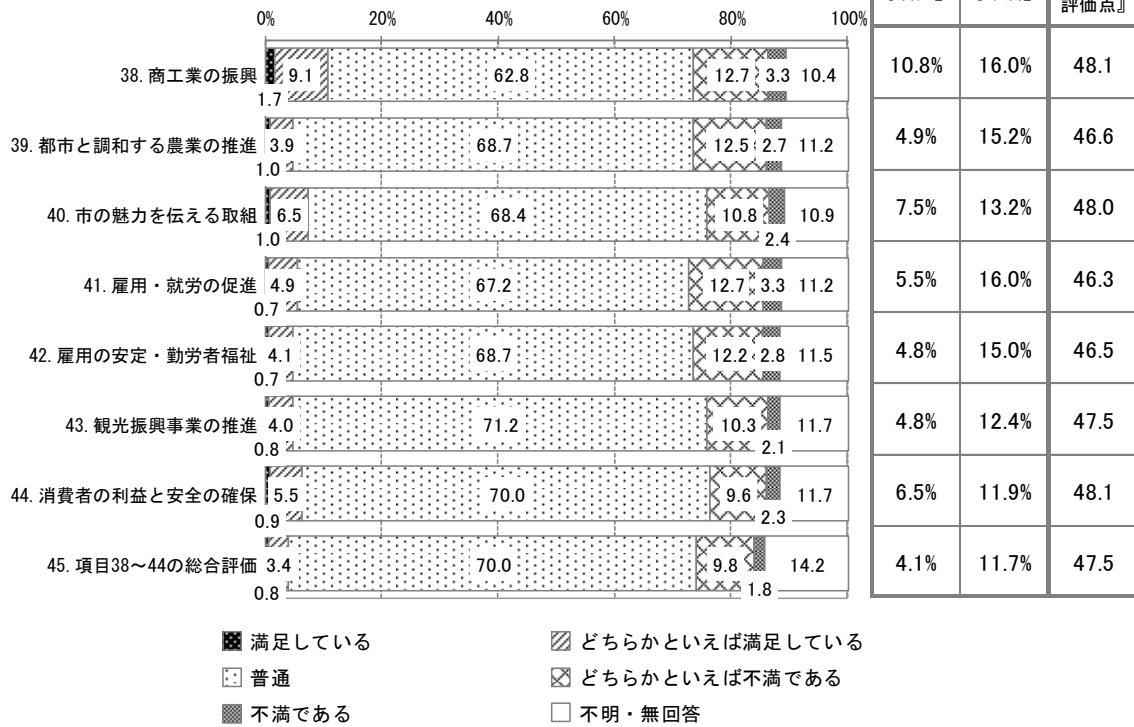 0% 20% 40% 60% 80% 100%
評価点』
38. 商工業の振興 9.1 62.8 12.7 3.3 10.4 10.8% 16.0% 48.1
1.7
39. 都市と調和する農業の推進 3.9 68.7 12.5 2.7 11.2 4.9% 15.2% 46.6
1.0
40. 市の魅力を伝える取組 6.5 68.4 10.8 10.9 7.5% 13.2% 48.0
1.0 2.4
41. 雇用・就労の促進 4.9 67.2 12.7 3.3 11.2 5.5% 16.0% 46.3
0.7
42. 雇用の安定・勤労者福祉 4.1 68.7 12.2 2.8 11.5 4.8% 15.0% 46.5
0.7
43. 観光振興事業の推進 4.0 71.2 10.3 11.7 4.8% 12.4% 47.5
0.8 2.1
44. 消費者の利益と安全の確保 5.5 70.0 9.6 11.7 6.5% 11.9% 48.1
0.9 2.3
45. 項目38～44の総合評価 3.4 70.0 9.8 14.2 4.1% 11.7% 47.5
0.8 1.8
満足している どちらかといえば満足している
普通 どちらかといえば不満である
不満である 不明・無回答